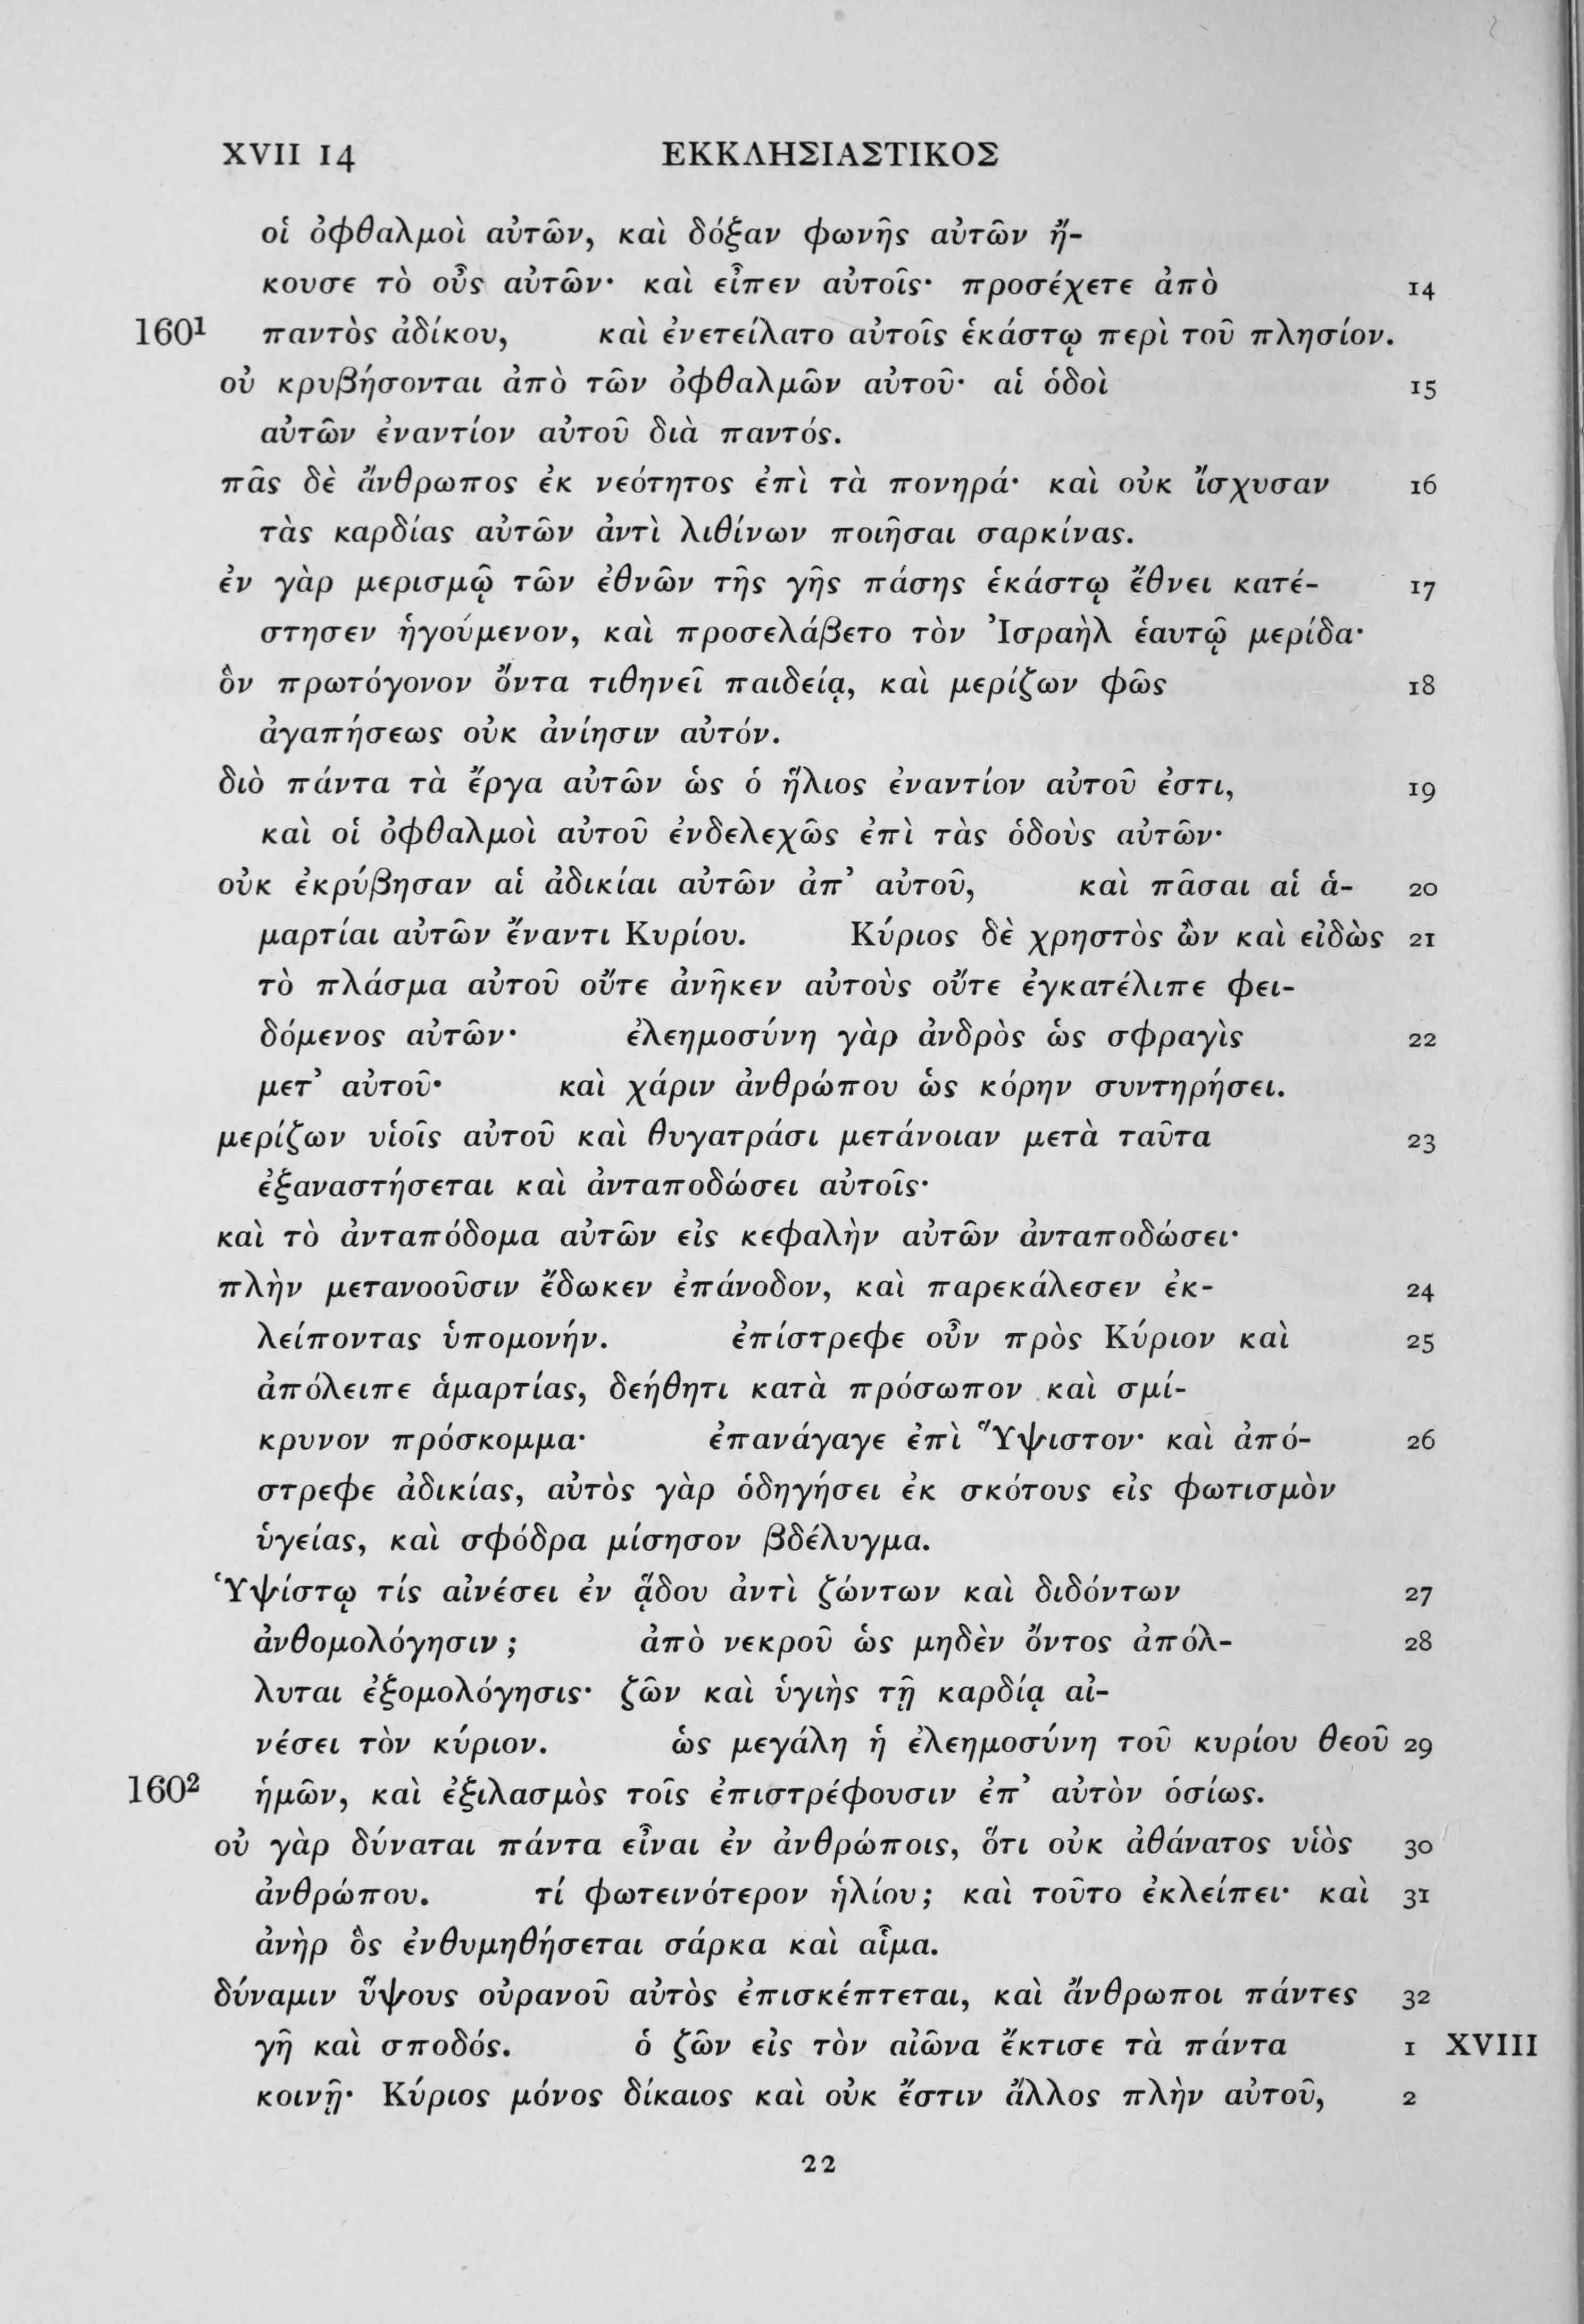 XVII 14 ΕΚΚΛΗΣΙΑΣΤΙΚΟΣ
οἱ ὀφθαλμοὶ αὐτῶν, καὶ δόξαν φωνῆς αὐτῶν ἤ-
κουσε τὸ οὖς αὐτῶν· καὶ εἶπεν αὐτοῖς· προσέχετε ἀπὸ 14
160¹ παντὸς ἀδίκου, καὶ ἐνετείλατο αὐτοῖς ἑκάστῳ περὶ τοῦ πλησίον.
οὐ κρυβήσονται ἀπὸ τῶν ὀφθαλμῶν αὐτοῦ· αἱ ὁδοὶ 15
αὐτῶν ἐναντίον αὐτοῦ διὰ παντός.
πᾶς δὲ ἄνθρωπος ἐκ νεότητος ἐπὶ τὰ πονηρά· καὶ οὐκ ἴσχυσαν 16
τὰς καρδίας αὐτῶν ἀντὶ λιθίνων ποιῆσαι σαρκίνας.
ἐν γὰρ μερισμῷ τῶν ἐθνῶν τῆς γῆς πάσης ἑκάστῳ ἔθνει κατέ- 17
στησεν ἡγούμενον, καὶ προσελάβετο τὸν Ἰσραὴλ ἑαυτῷ μερίδα·
ὃν πρωτόγονον ὄντα τιθηνεῖ παιδείᾳ, καὶ μερίζων φῶς 18
ἀγαπήσεως οὐκ ἀνίησιν αὐτόν.
διὸ πάντα τὰ ἔργα αὐτῶν ὡς ὁ ἥλιος ἐναντίον αὐτοῦ ἐστι, 19
καὶ οἱ ὀφθαλμοὶ αὐτοῦ ἐνδελεχῶς ἐπὶ τὰς ὁδοὺς αὐτῶν·
οὐκ ἐκρύβησαν αἱ ἀδικίαι αὐτῶν ἀπ’ αὐτοῦ, καὶ πᾶσαι αἱ ἁ- 20
μαρτίαι αὐτῶν ἔναντι Κυρίου. Κύριος δὲ χρηστὸς ὢν καὶ εἰδὼς 21
τὸ πλάσμα αὐτοῦ οὔτε ἀνῆκεν αὐτοὺς οὔτε ἐγκατέλιπε φει-
δόμενος αὐτῶν· ἐλεημοσύνη γὰρ ἀνδρὸς ὡς σφραγὶς 22
μετ’ αὐτοῦ· καὶ χάριν ἀνθρώπου ὡς κόρην συντηρήσει.
μερίζων υἱοῖς αὐτοῦ καὶ θυγατράσι μετάνοιαν μετὰ ταῦτα 23
ἐξαναστήσεται καὶ ἀνταποδώσει αὐτοῖς·
καὶ τὸ ἀνταπόδομα αὐτῶν εἰς κεφαλὴν αὐτῶν ἀνταποδώσει·
πλὴν μετανοοῦσιν ἔδωκεν ἐπάνοδον, καὶ παρεκάλεσεν ἐκ- 24
λείποντας ὑπομονήν. ἐπίστρεφε οὖν πρὸς Κύριον καὶ 25
ἀπόλειπε ἁμαρτίας, δεήθητι κατὰ πρόσωπον καὶ σμί-
κρυνον πρόσκομμα· ἐπανάγαγε ἐπὶ Ὕψιστον· καὶ ἀπό- 26
στρεφε ἀδικίας, αὐτὸς γὰρ ὁδηγήσει ἐκ σκότους εἰς φωτισμὸν
ὑγείας, καὶ σφόδρα μίσησον βδέλυγμα.
Ὑψίστῳ τίς αἰνέσει ἐν ᾅδου ἀντὶ ζώντων καὶ διδόντων 27
ἀνθομολόγησιν ; ἀπὸ νεκροῦ ὡς μηδὲν ὄντος ἀπόλ- 28
λυται ἐξομολόγησις· ζῶν καὶ ὑγιὴς τῇ καρδίᾳ αἰ-
νέσει τὸν κύριον. ὡς μεγάλη ἡ ἐλεημοσύνη τοῦ κυρίου θεοῦ 29
160² ἡμῶν, καὶ ἐξιλασμὸς τοῖς ἐπιστρέφουσιν ἐπ’ αὐτὸν ὁσίως.
οὐ γὰρ δύναται πάντα εἶναι ἐν ἀνθρώποις, ὅτι οὐκ ἀθάνατος υἱὸς 30
ἀνθρώπου. τί φωτεινότερον ἡλίου; καὶ τοῦτο ἐκλείπει· καὶ 31
ἀνὴρ ὃς ἐνθυμηθήσεται σάρκα καὶ αἷμα.
δύναμιν ὕψους οὐρανοῦ αὐτὸς ἐπισκέπτεται, καὶ ἄνθρωποι πάντες 32
γῆ καὶ σποδός. ὁ ζῶν εἰς τὸν αἰῶνα ἔκτισε τὰ πάντα 1 XVIII
κοινῇ· Κύριος μόνος δίκαιος καὶ οὐκ ἔστιν ἄλλος πλὴν αὐτοῦ, 2
22